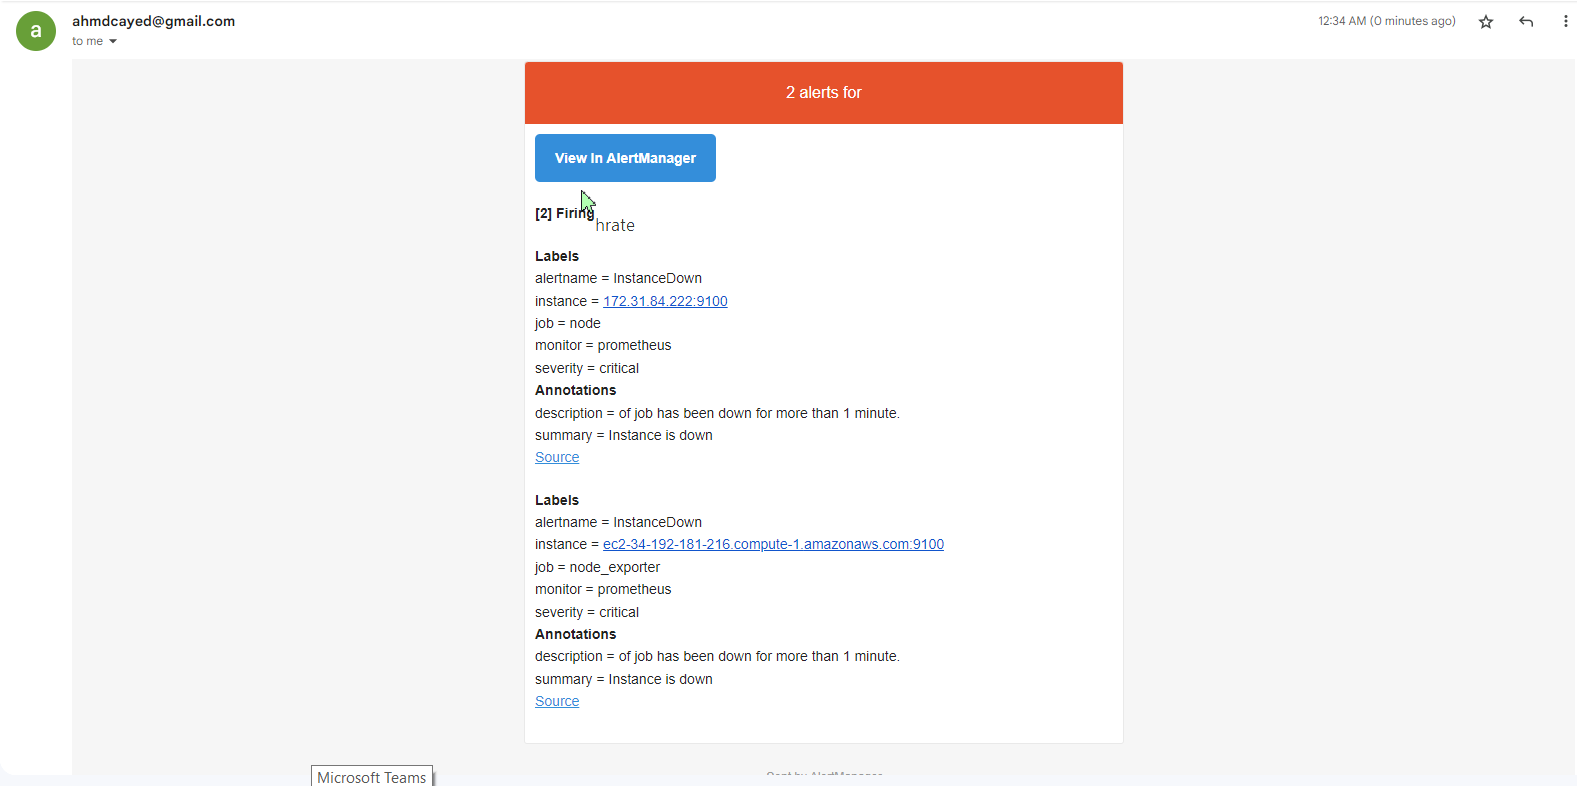 a
ahmdcayed@gmail.com
12:34 AM (0 minutes ago)
to me
2 alerts for
View In AlertManager
[2] Firing
hrate
Labels
alertname = InstanceDown
instance = 172.31.84.222:9100
job = node
monitor = prometheus
severity = critical
Annotations
description = of job has been down for more than 1 minute.
summary = Instance is down
Source
Labels
alertname = InstanceDown
instance = ec2-34-192-181-216.compute-1.amazonaws.com:9100
job = node_exporter
monitor = prometheus
severity = critical
Annotations
description = of job has been down for more than 1 minute.
summary = Instance is down
Source
Sent by AlertManager
Microsoft Teams